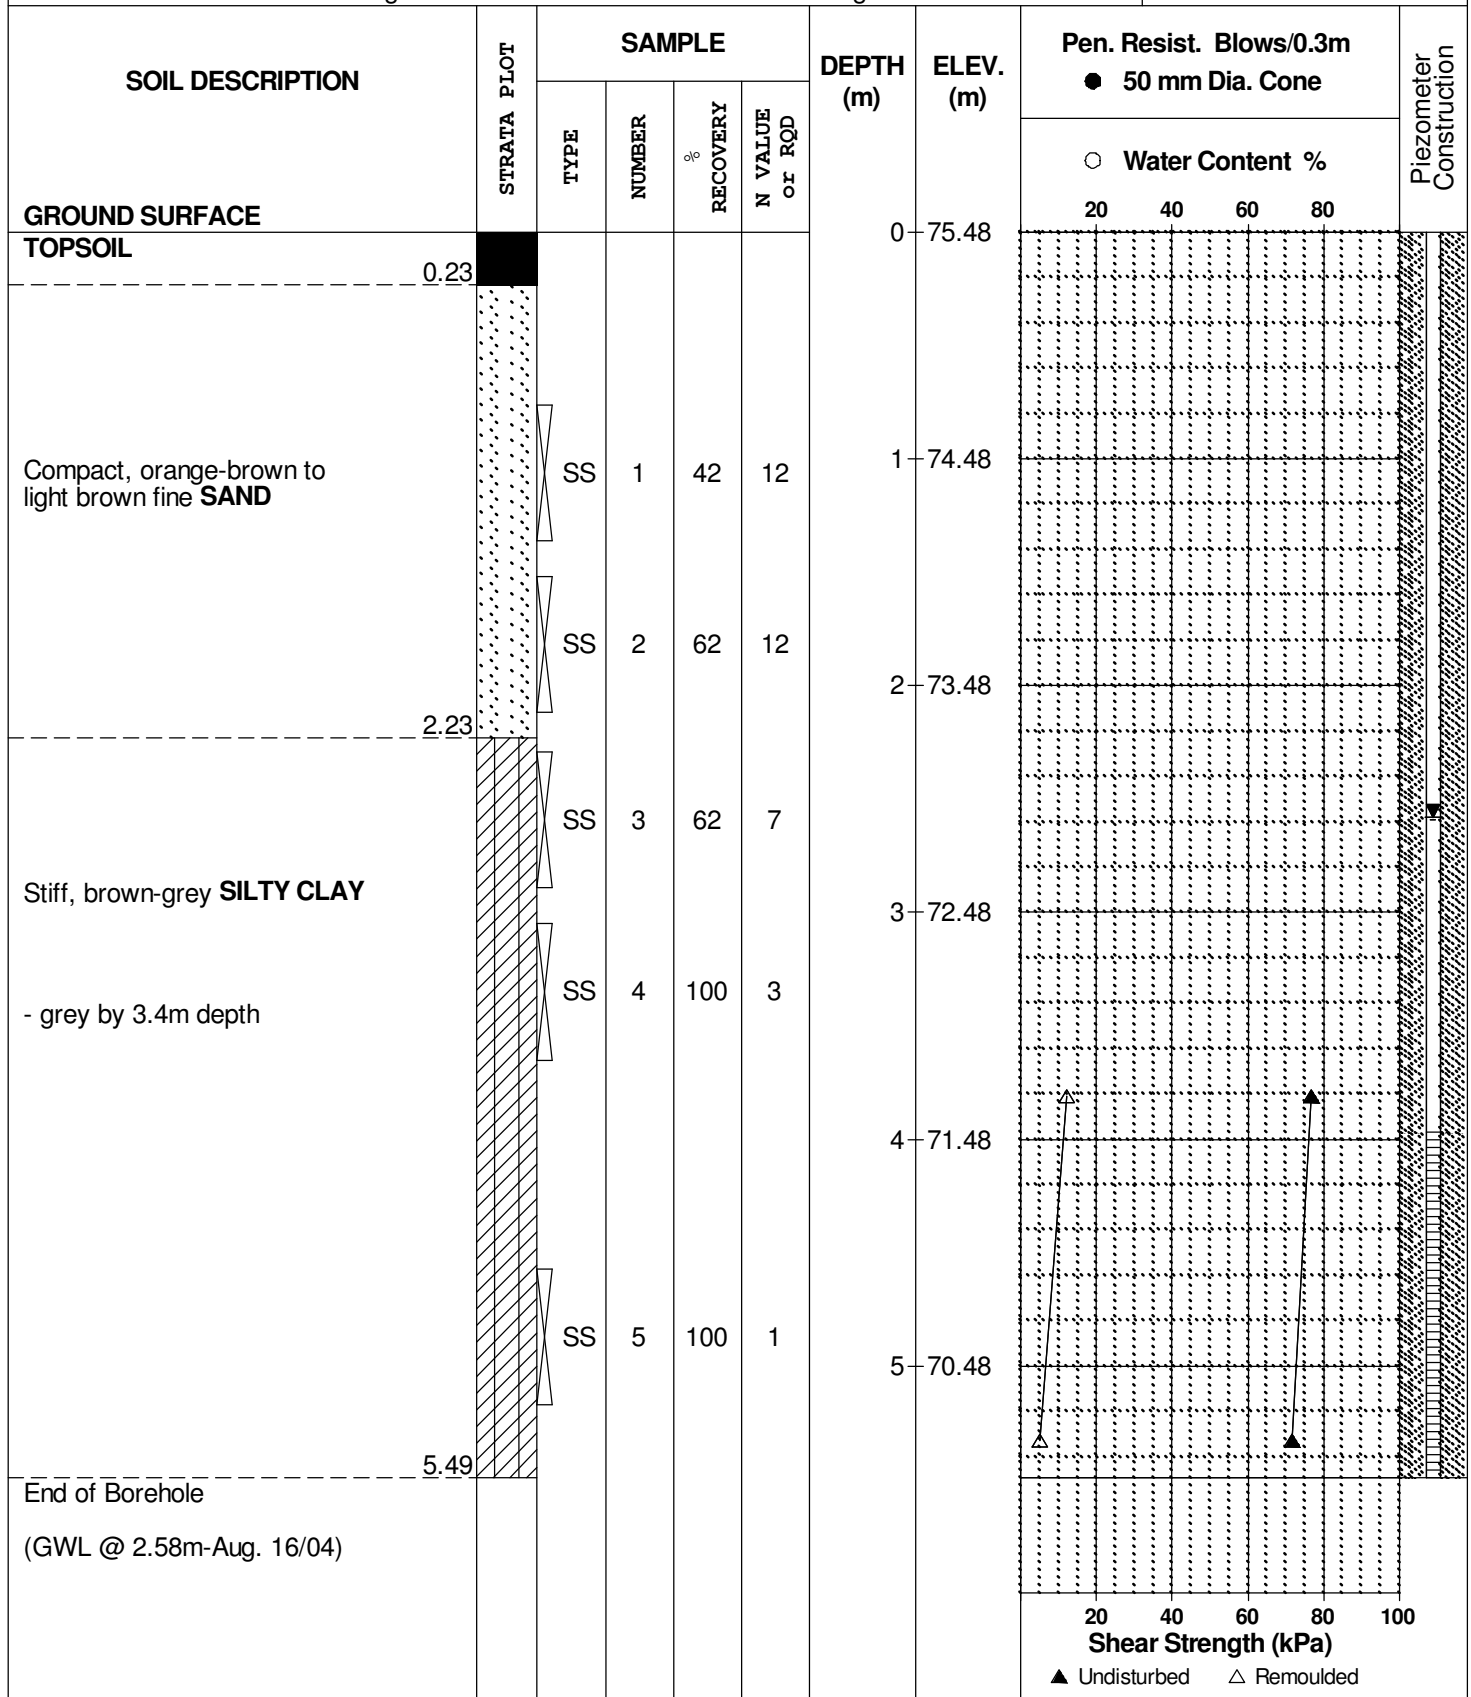 SOIL DESCRIPTION
STRATA PLOT
SAMPLE
TYPE
NUMBER
%
RECOVERY
N VALUE
or RQD
DEPTH
(m)
ELEV.
(m)
Pen. Resist. Blows/0.3m
● 50 mm Dia. Cone
○ Water Content %
Piezometer
Construction
20 40 60 80
GROUND SURFACE
0 75.48
TOPSOIL
0.23
1 74.48
Compact, orange-brown to
light brown fine SAND
SS 1 42 12
SS 2 62 12
2 73.48
2.23
SS 3 62 7
Stiff, brown-grey SILTY CLAY
3 72.48
SS 4 100 3
- grey by 3.4m depth
4 71.48
SS 5 100 1
5 70.48
5.49
End of Borehole
(GWL @ 2.58m-Aug. 16/04)
20 40 60 80 100
Shear Strength (kPa)
▲ Undisturbed △ Remoulded